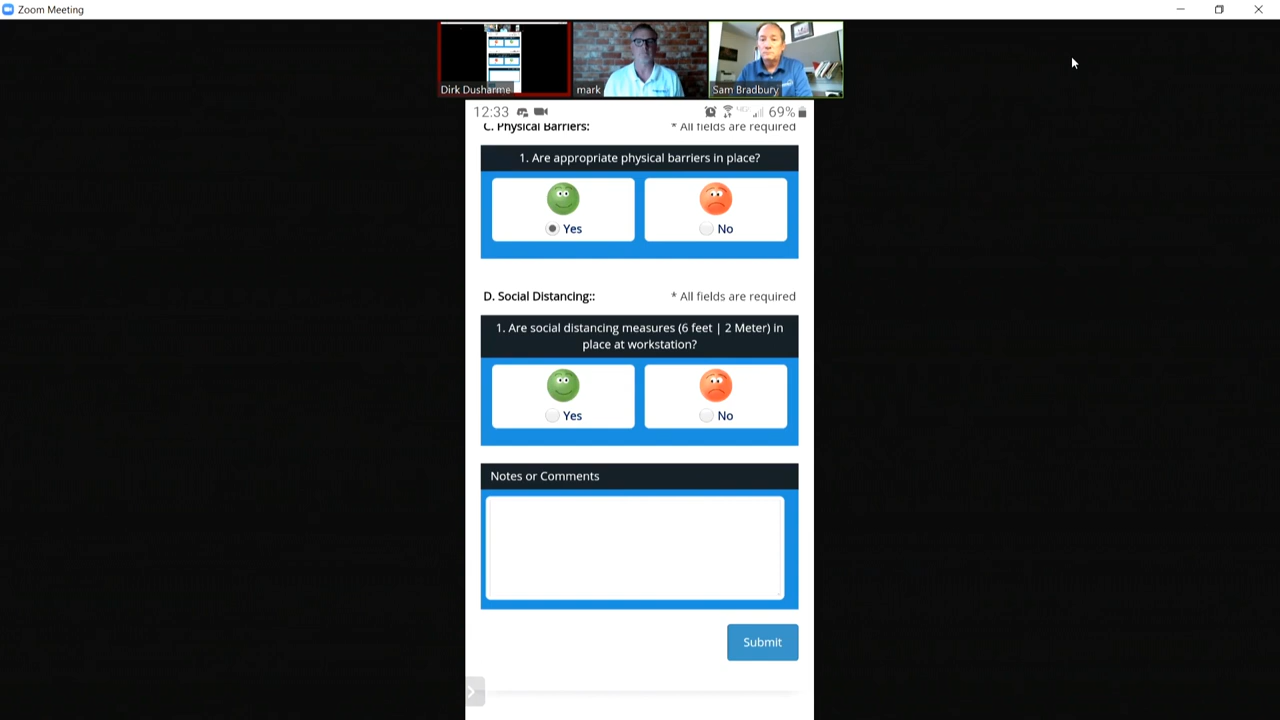 Zoom Meeting
Dirk Dusharme
mark
Sam Bradbury
12:33
69%
C. Physical Barriers: * All fields are required
1. Are appropriate physical barriers in place?
Yes
No
D. Social Distancing:: * All fields are required
1. Are social distancing measures (6 feet | 2 Meter) in
place at workstation?
Yes
No
Notes or Comments
Submit